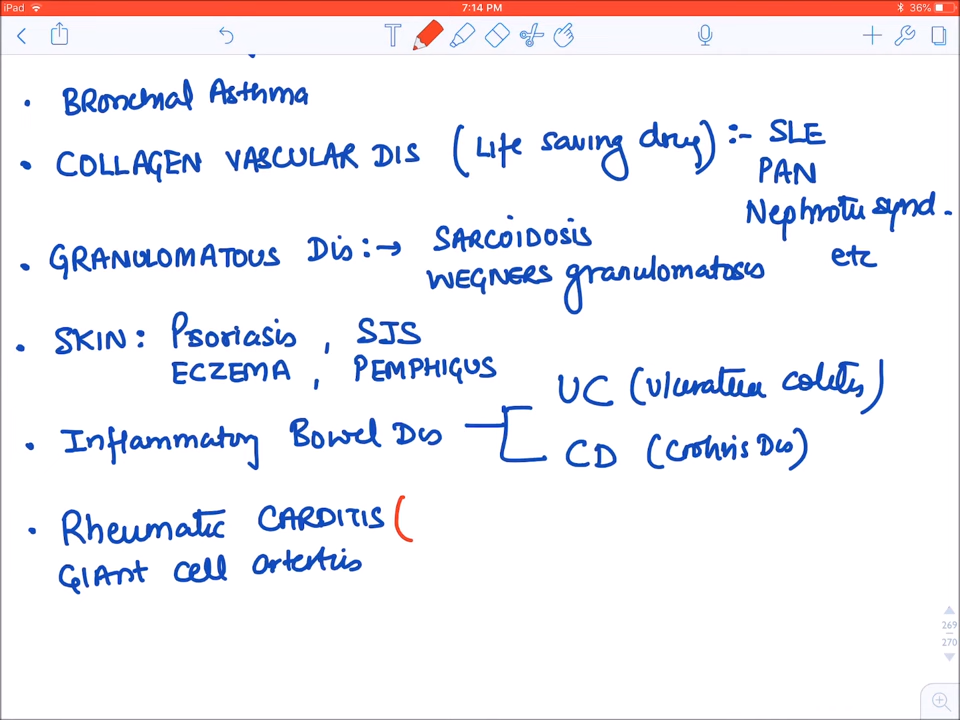 iPad 7:14 PM 36%
T
• BRonchial Asthma
• COLLAGEN VASCULAR DIS (Life saving drug) :- SLE
PAN
Nephrotic synd.
etc
• GRANULOMATOUS Dis :→ SARCOIDOSIS
WEGNERS granulomatosis
• SKIN : Psoriasis , SJS
ECZEMA , PEMPHIGUS
• Inflammatory Bowel Dis
UC (Ulcerative colitis)
CD (Crohn's Dis)
• Rheumatic CARDITIS (
GIAnt cell arteritis
269
270